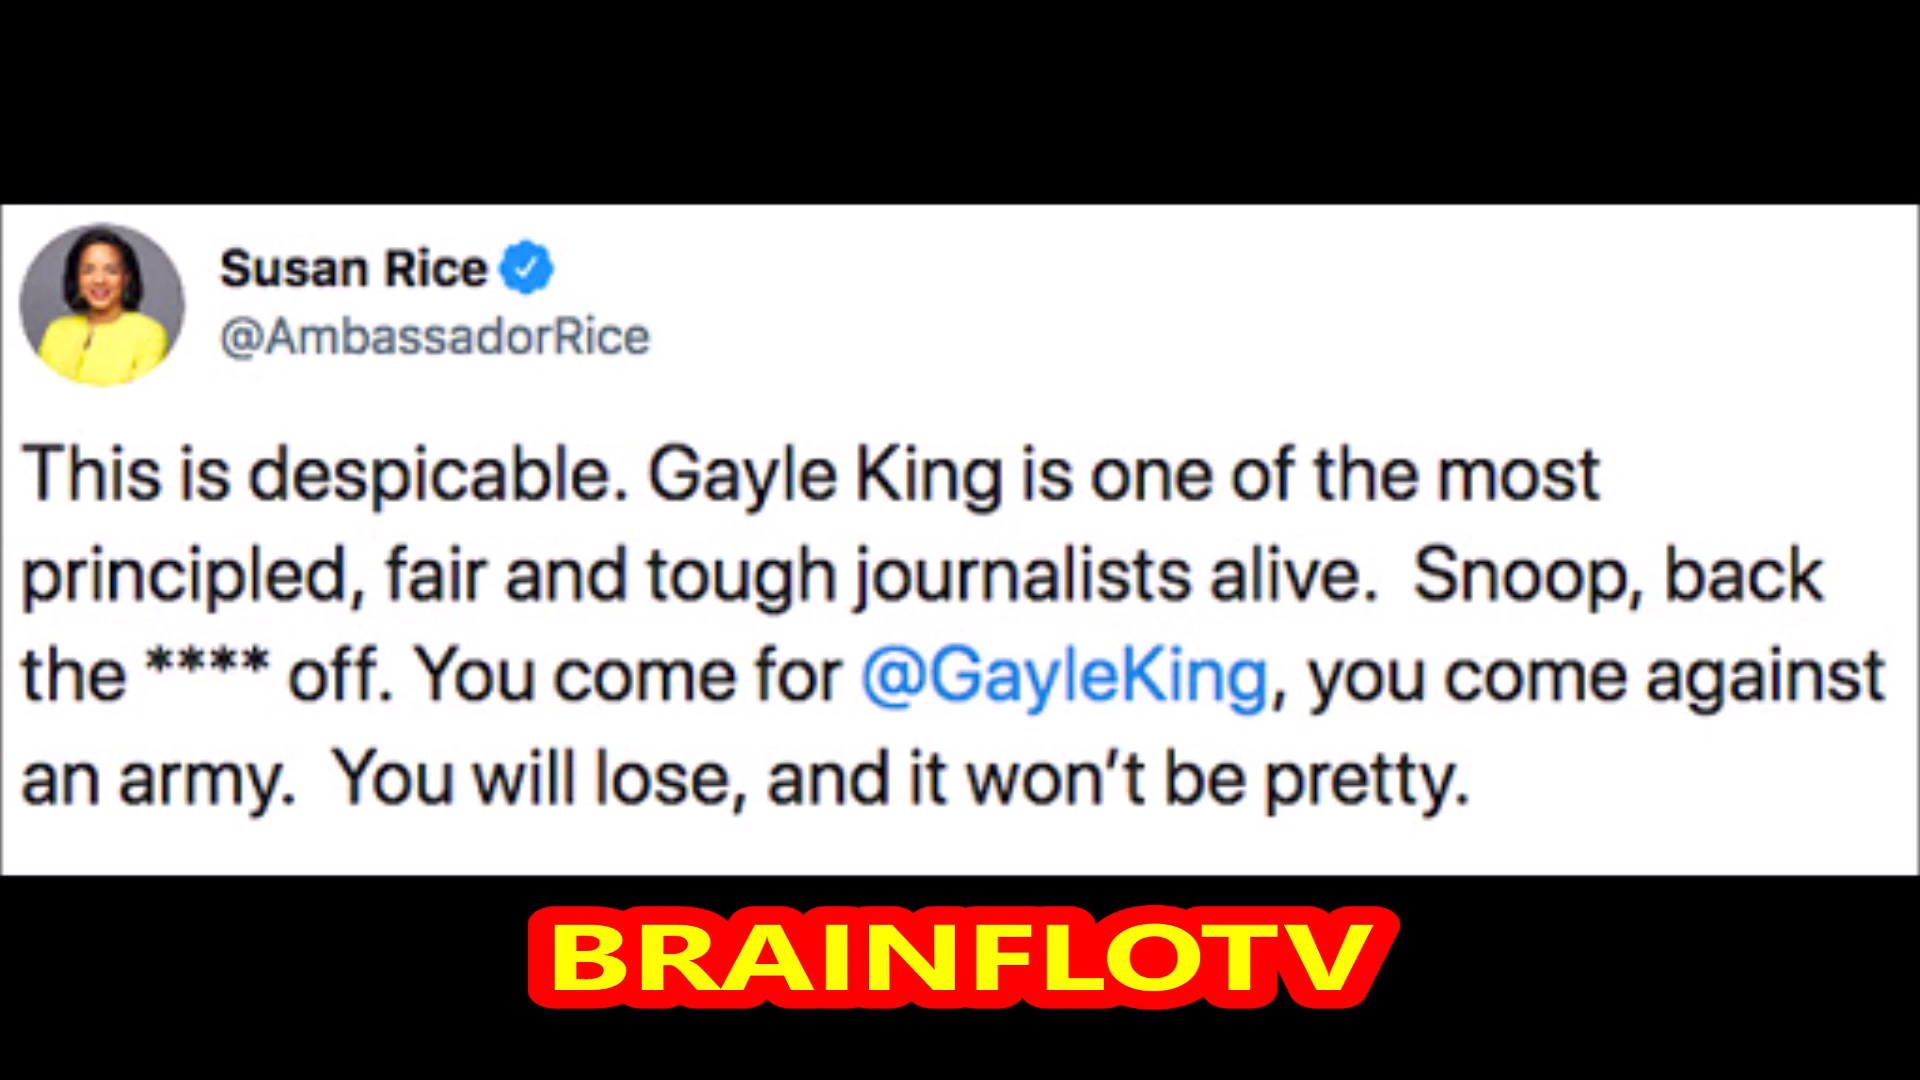 Susan Rice
@AmbassadorRice
This is despicable. Gayle King is one of the most
principled, fair and tough journalists alive.  Snoop, back
the **** off. You come for @GayleKing, you come against
an army.  You will lose, and it won’t be pretty.
BRAINFLOTV